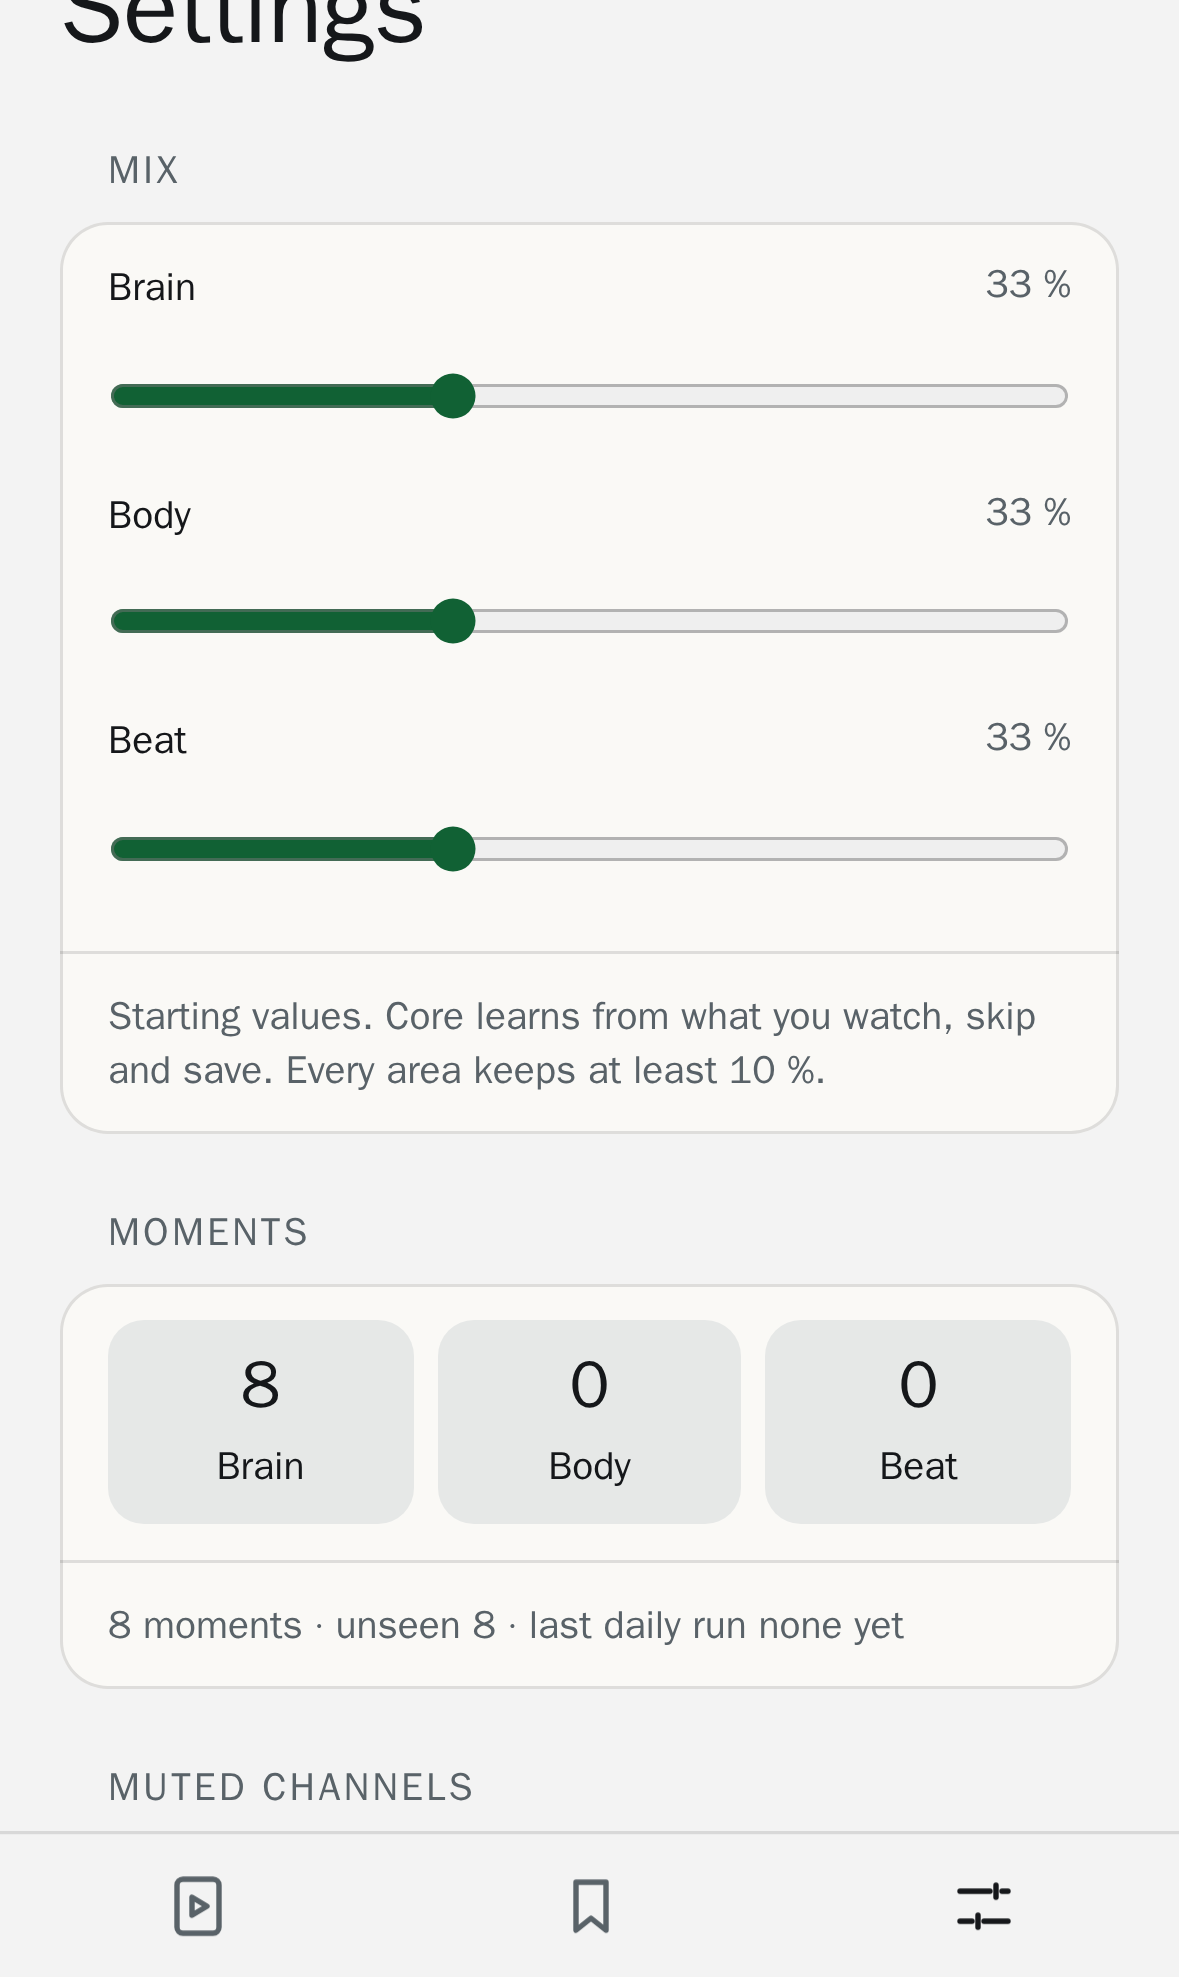 Settings
MIX
Brain 33 %
Body 33 %
Beat 33 %
Starting values. Core learns from what you watch, skip
and save. Every area keeps at least 10 %.
MOMENTS
8 0 0
Brain Body Beat
8 moments · unseen 8 · last daily run none yet
MUTED CHANNELS